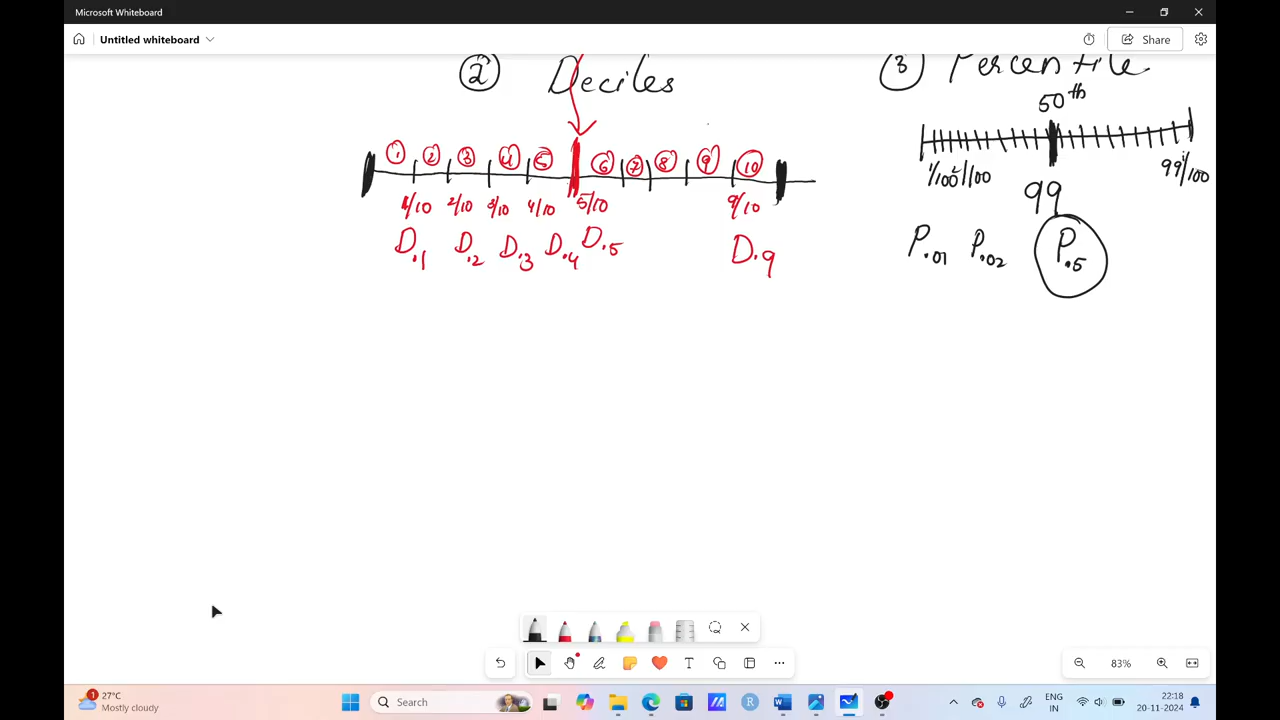 Microsoft Whiteboard
Untitled whiteboard
Share
② Deciles
① ② ③ ④ ⑤ ⑥ ⑦ ⑧ ⑨ ⑩
1/10 2/10 3/10 4/10 5/10 9/10
D.1 D.2 D.3 D.4 D.5 D.9
③ Percentile
50th
1/100 2/100 99/100
99
P.01 P.02 P.5
83%
1
27°C
Mostly cloudy
Search
ENG
IN
22:18
20-11-2024